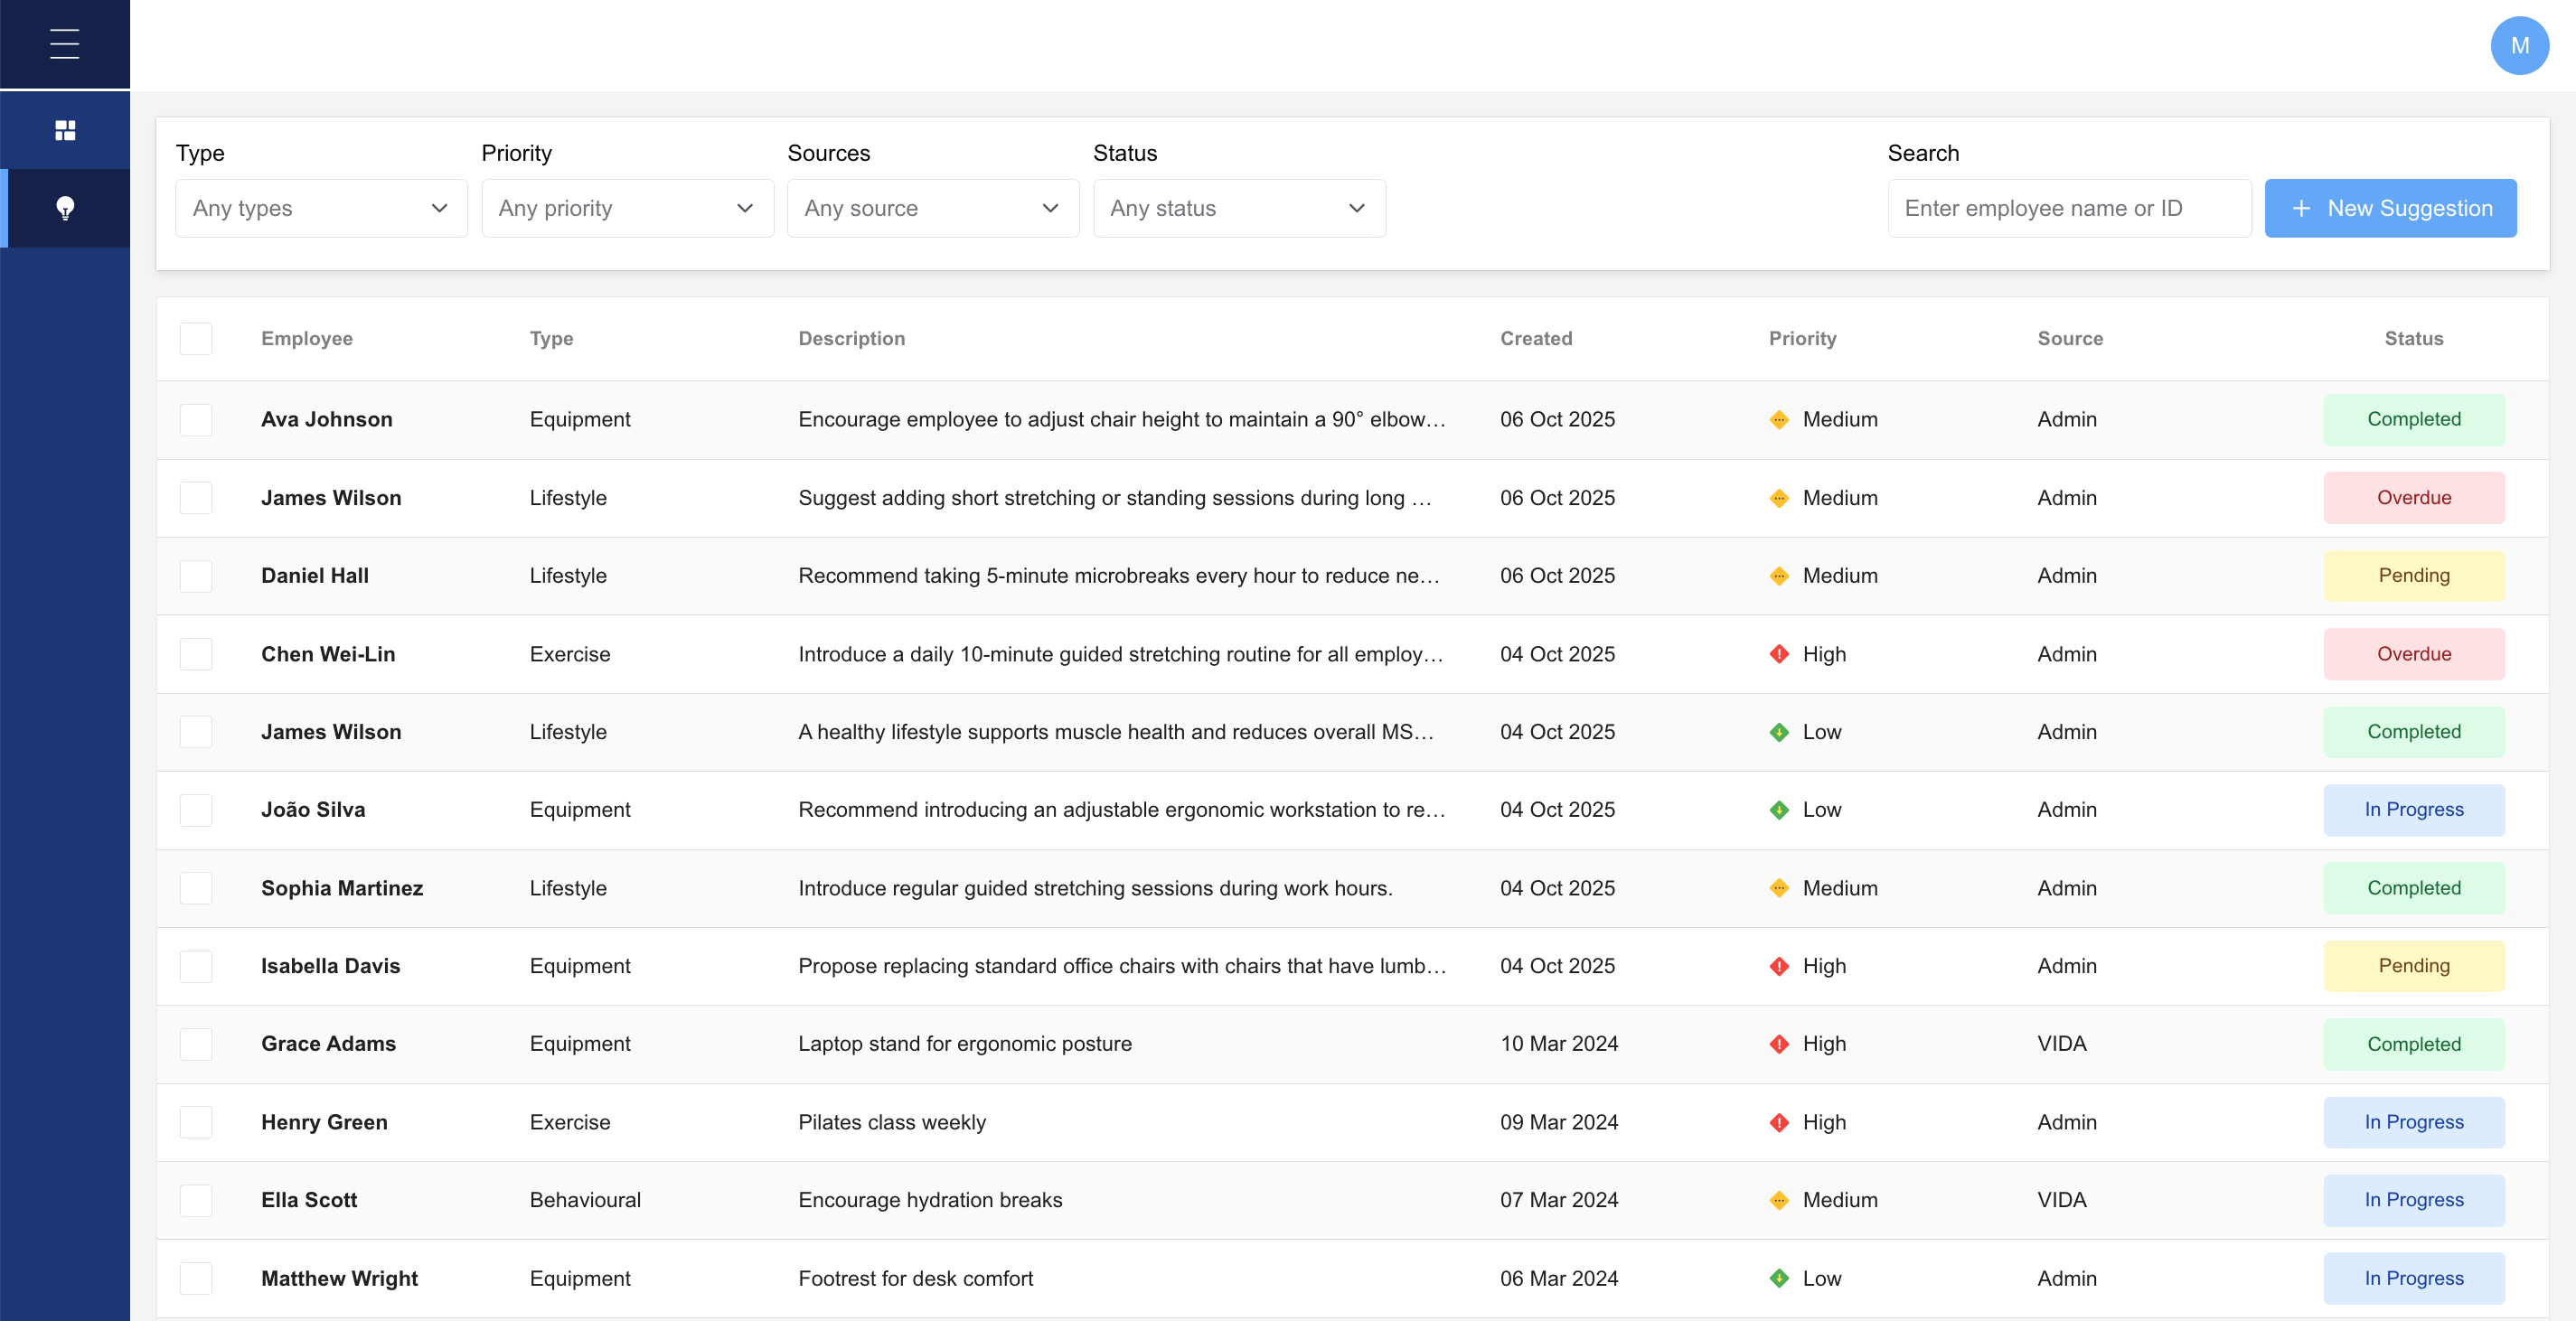 M
Type Priority Sources Status Search
Any types Any priority Any source Any status Enter employee name or ID + New Suggestion
Employee Type Description Created Priority Source Status
Ava Johnson Equipment Encourage employee to adjust chair height to maintain a 90° elbow… 06 Oct 2025 Medium Admin Completed
James Wilson Lifestyle Suggest adding short stretching or standing sessions during long … 06 Oct 2025 Medium Admin Overdue
Daniel Hall Lifestyle Recommend taking 5-minute microbreaks every hour to reduce ne… 06 Oct 2025 Medium Admin Pending
Chen Wei-Lin Exercise Introduce a daily 10-minute guided stretching routine for all employ… 04 Oct 2025 High Admin Overdue
James Wilson Lifestyle A healthy lifestyle supports muscle health and reduces overall MS… 04 Oct 2025 Low Admin Completed
João Silva Equipment Recommend introducing an adjustable ergonomic workstation to re… 04 Oct 2025 Low Admin In Progress
Sophia Martinez Lifestyle Introduce regular guided stretching sessions during work hours. 04 Oct 2025 Medium Admin Completed
Isabella Davis Equipment Propose replacing standard office chairs with chairs that have lumb… 04 Oct 2025 High Admin Pending
Grace Adams Equipment Laptop stand for ergonomic posture 10 Mar 2024 High VIDA Completed
Henry Green Exercise Pilates class weekly 09 Mar 2024 High Admin In Progress
Ella Scott Behavioural Encourage hydration breaks 07 Mar 2024 Medium VIDA In Progress
Matthew Wright Equipment Footrest for desk comfort 06 Mar 2024 Low Admin In Progress